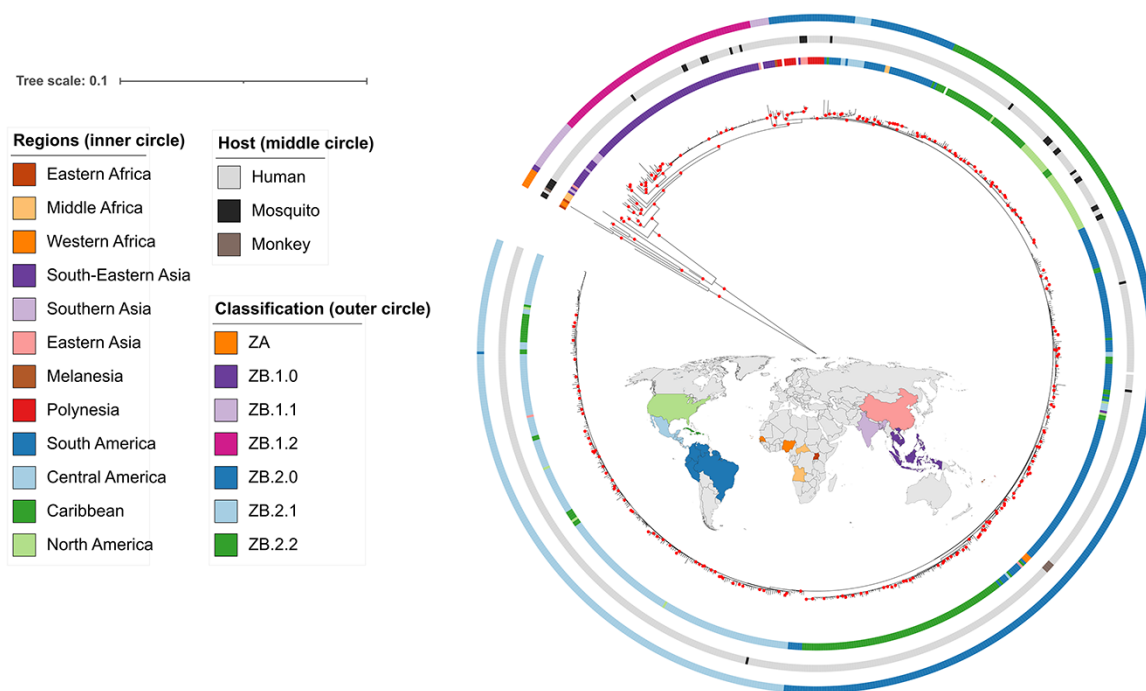 Tree scale: 0.1
Regions (inner circle)
Eastern Africa
Middle Africa
Western Africa
South-Eastern Asia
Southern Asia
Eastern Asia
Melanesia
Polynesia
South America
Central America
Caribbean
North America
Host (middle circle)
Human
Mosquito
Monkey
Classification (outer circle)
ZA
ZB.1.0
ZB.1.1
ZB.1.2
ZB.2.0
ZB.2.1
ZB.2.2